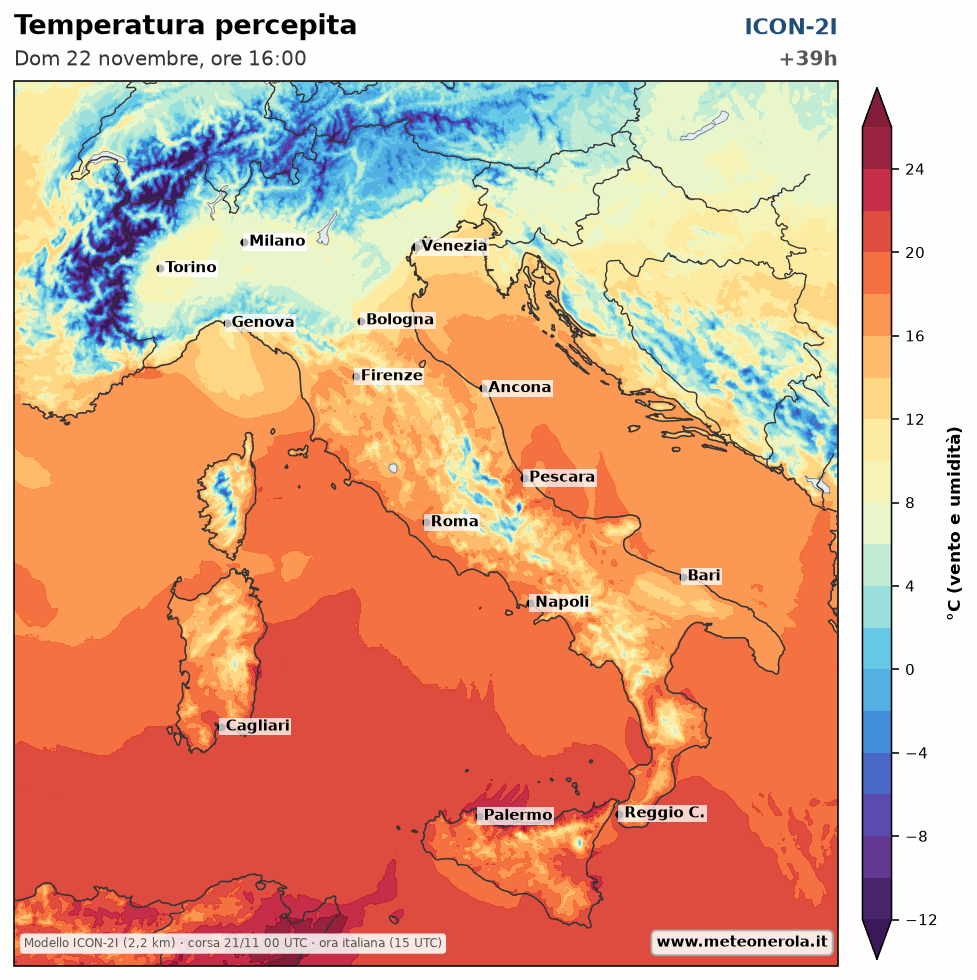 Temperatura percepita
ICON-2I
Dom 22 novembre, ore 16:00
+39h
Milano
Venezia
Torino
Genova
Bologna
Firenze
Ancona
Pescara
Roma
Bari
Napoli
Cagliari
Palermo
Reggio C.
24
20
16
12
8
4
0
−4
−8
−12
°C (vento e umidità)
Modello ICON-2I (2,2 km) · corsa 21/11 00 UTC · ora italiana (15 UTC)
www.meteonerola.it